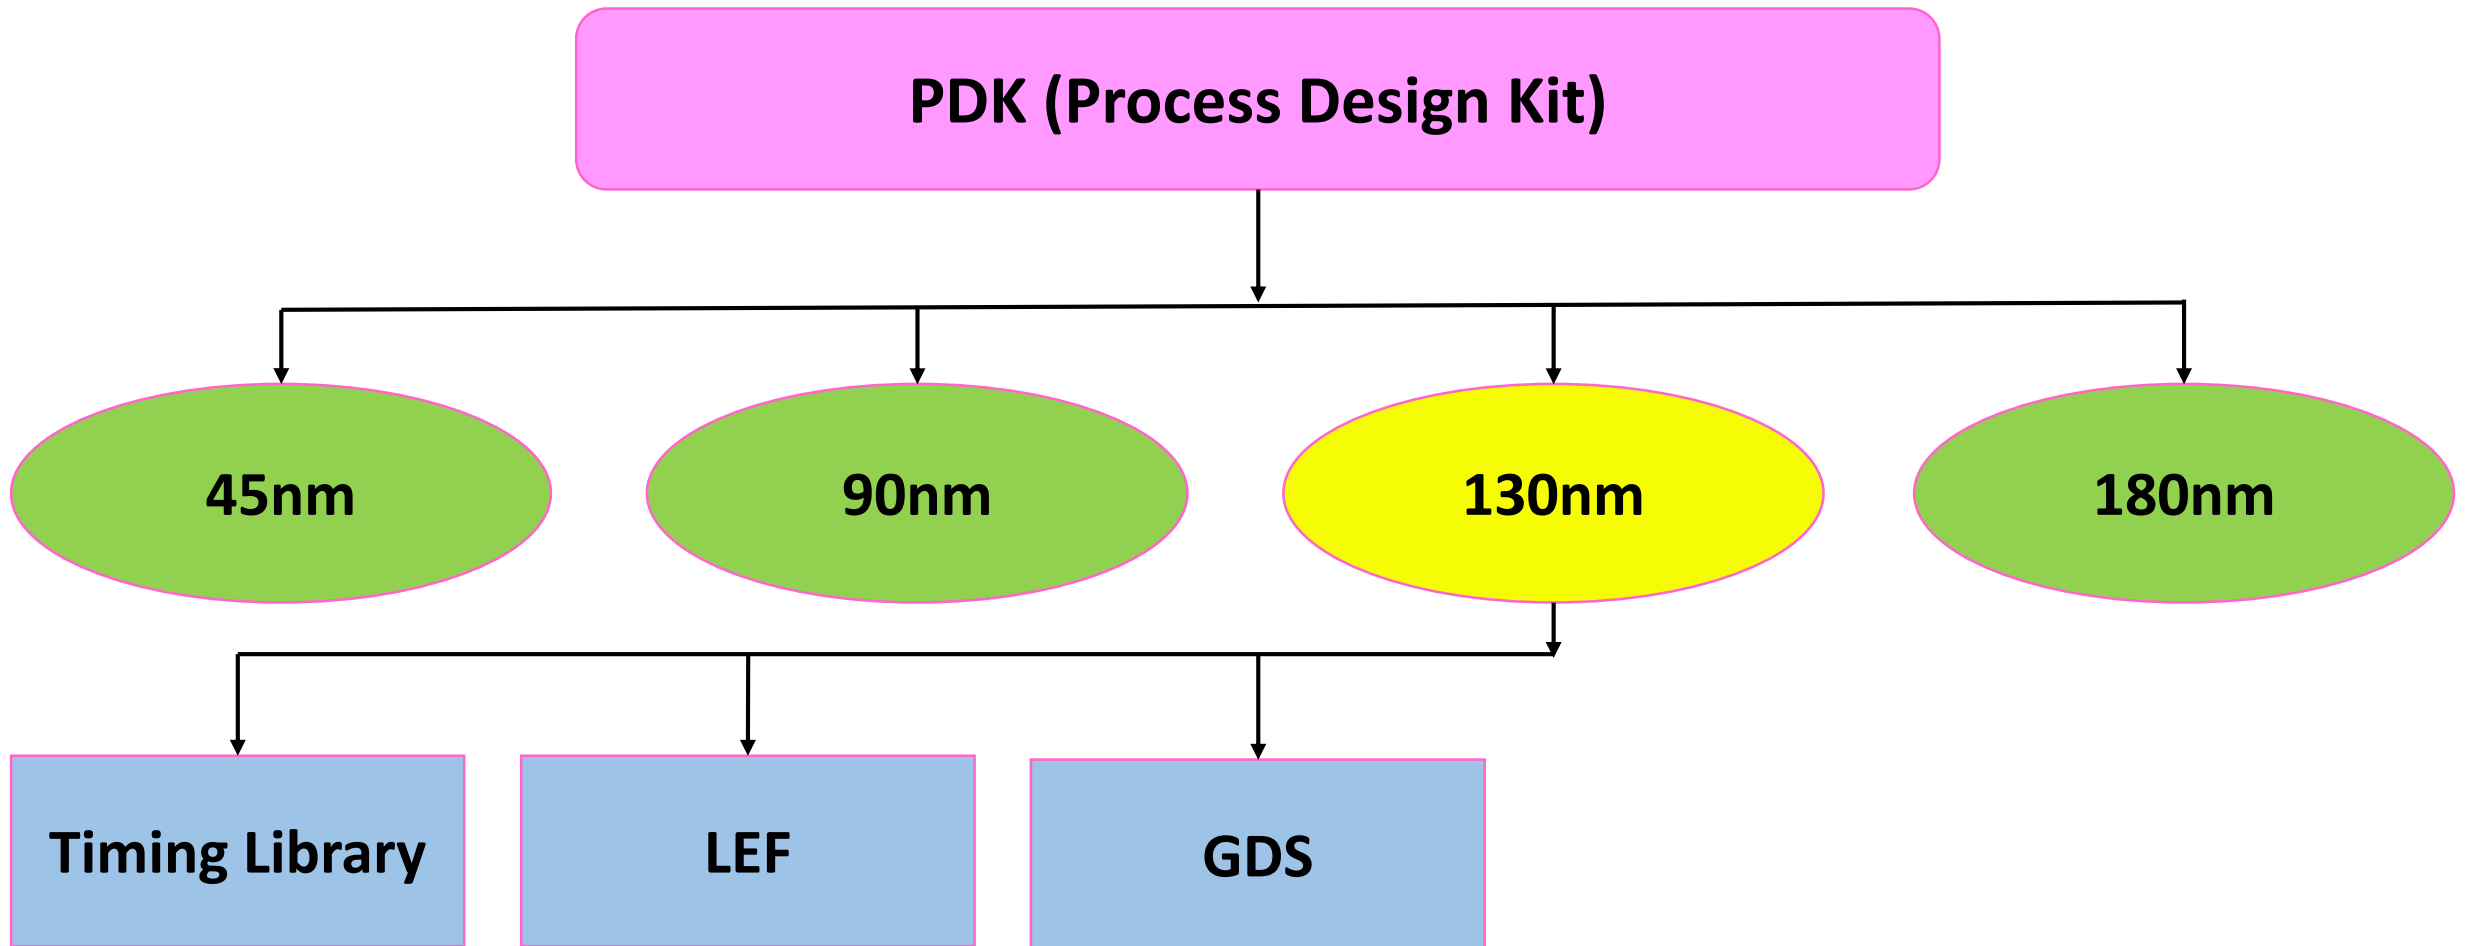 PDK (Process Design Kit)
45nm
90nm
130nm
180nm
Timing Library
LEF
GDS